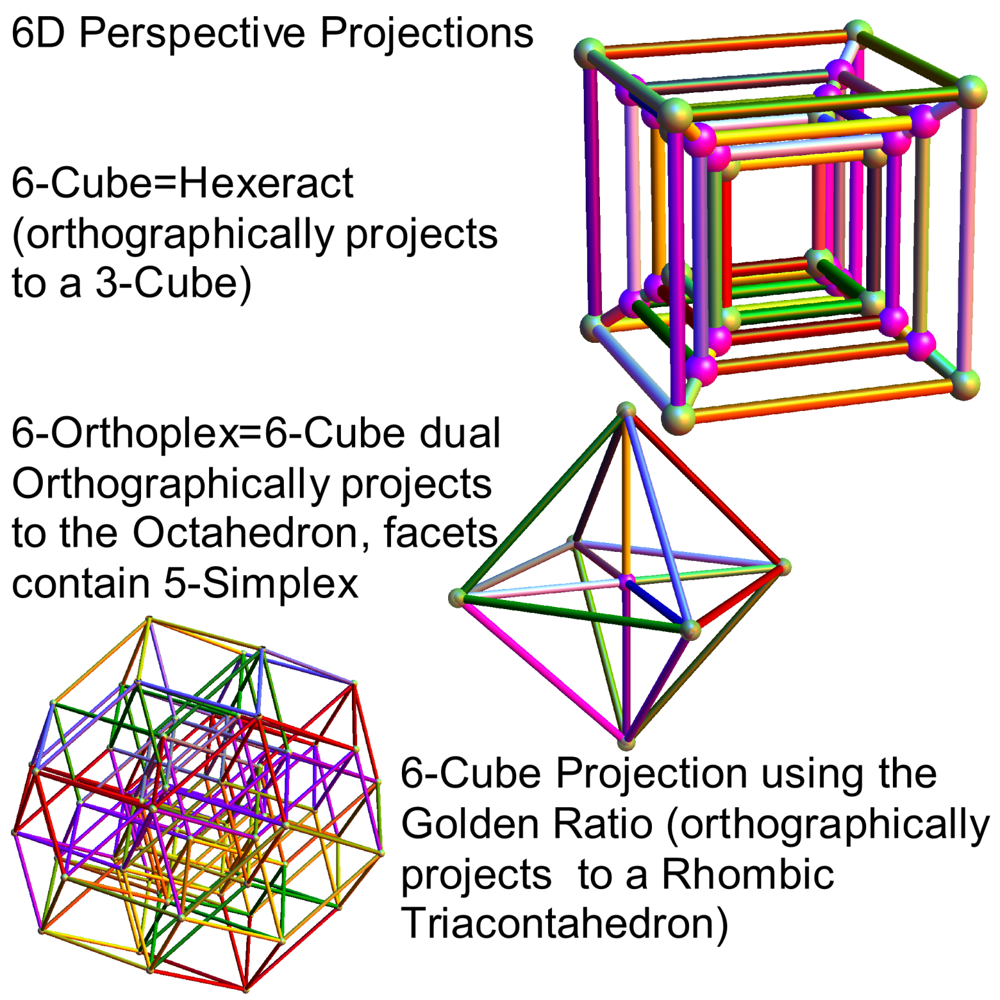 6D Perspective Projections
6-Cube=Hexeract
(orthographically projects
to a 3-Cube)
6-Orthoplex=6-Cube dual
Orthographically projects
to the Octahedron, facets
contain 5-Simplex
6-Cube Projection using the
Golden Ratio (orthographically
projects  to a Rhombic
Triacontahedron)